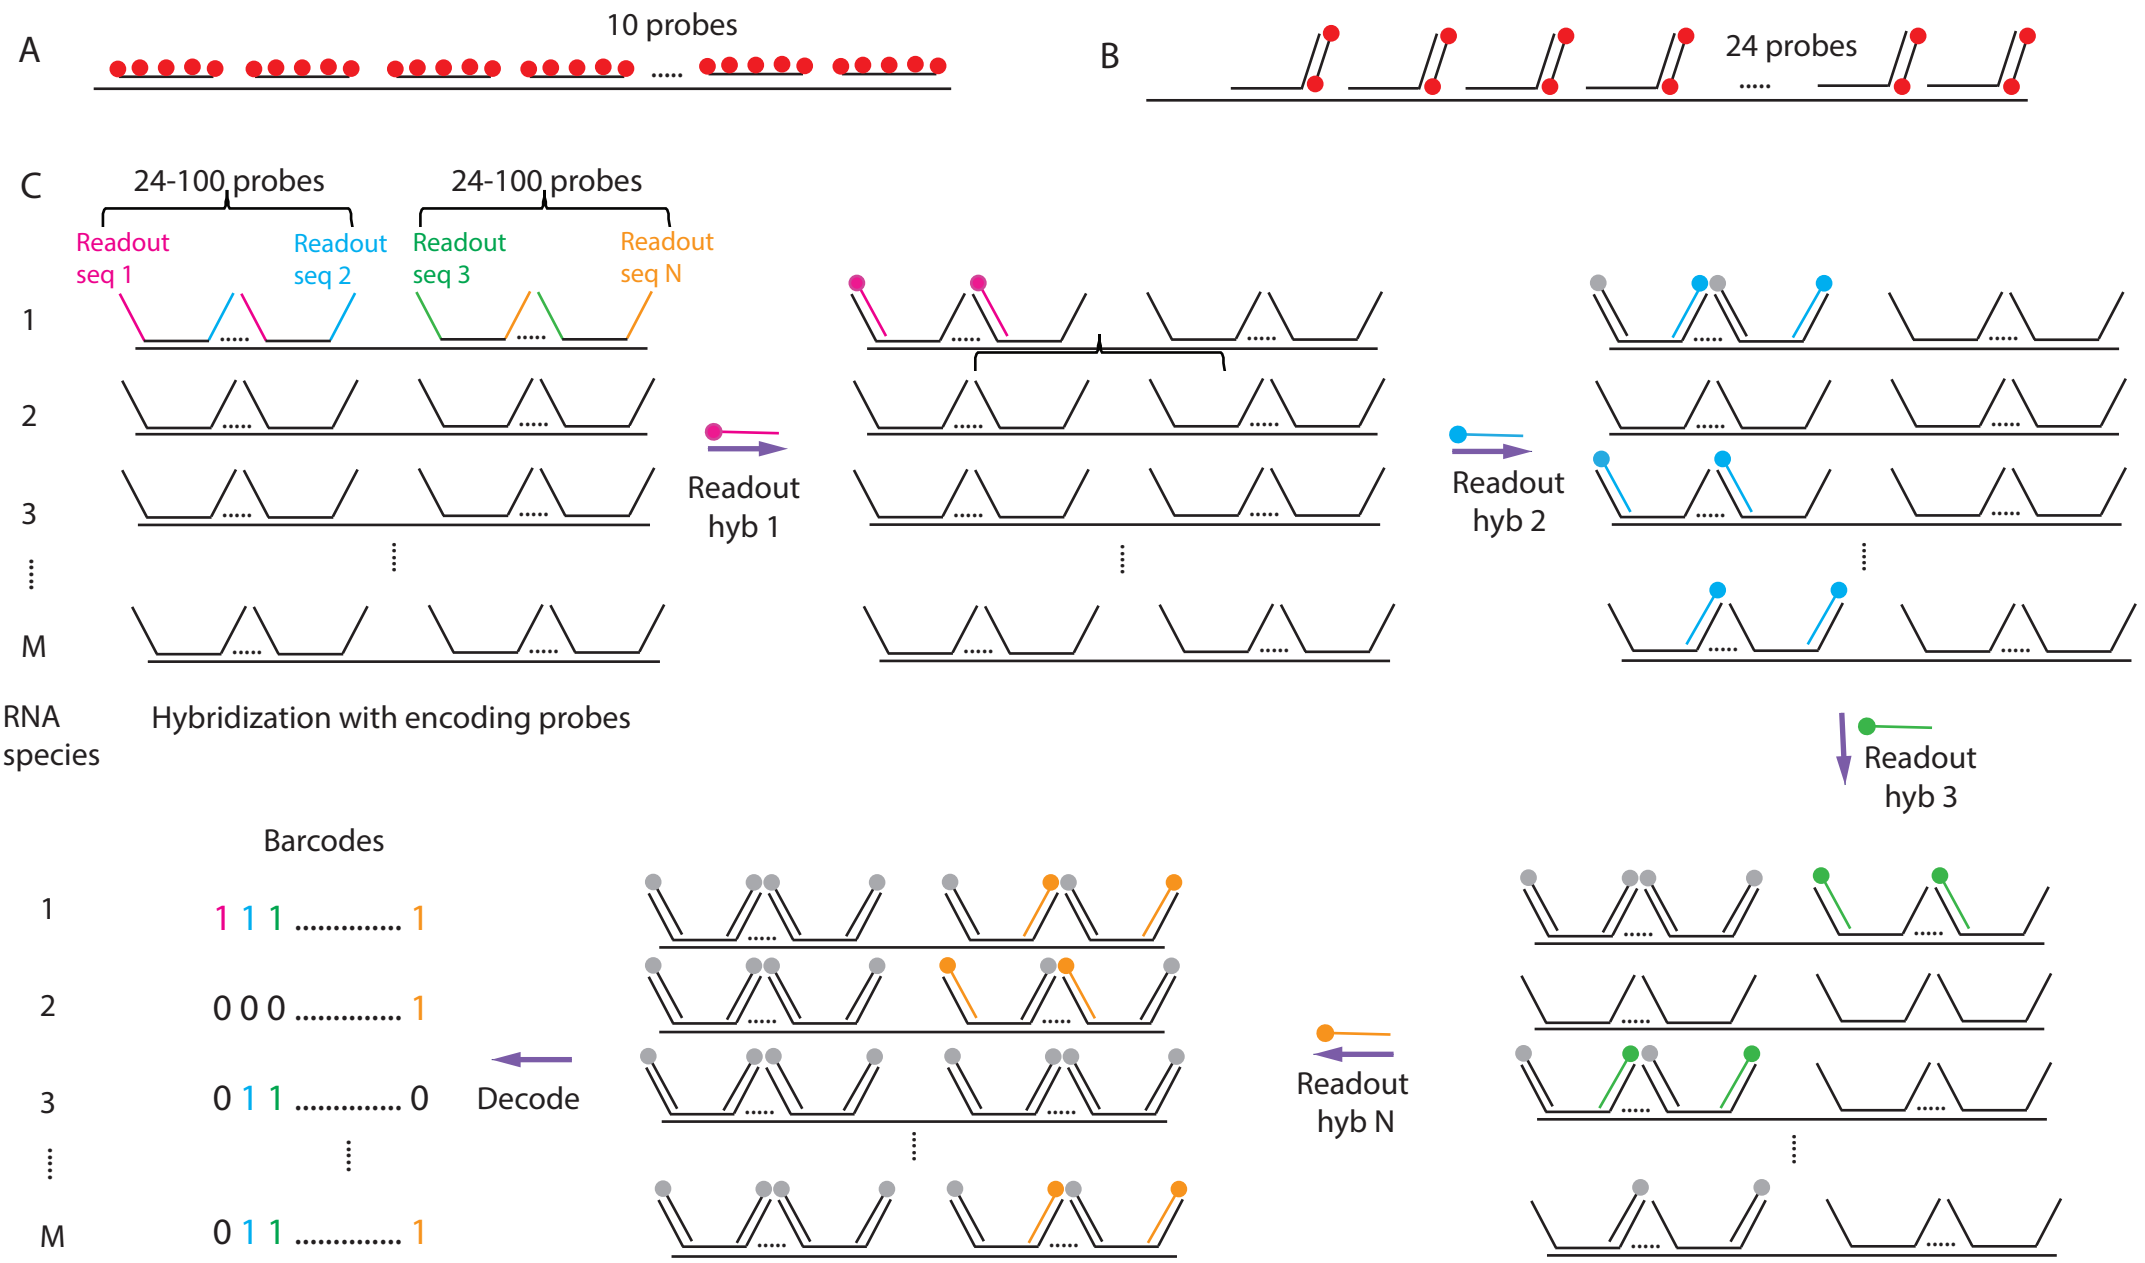 A
10 probes
B
24 probes
C
24-100 probes
24-100 probes
Readout
seq 1
Readout
seq 2
Readout
seq 3
Readout
seq N
1
2
3
M
Readout
hyb 1
Readout
hyb 2
RNA
species
Hybridization with encoding probes
Readout
hyb 3
Barcodes
1
1 1 1 .............. 1
2
0 0 0 .............. 1
3
0 1 1 .............. 0
M
0 1 1 .............. 1
Decode
Readout
hyb N